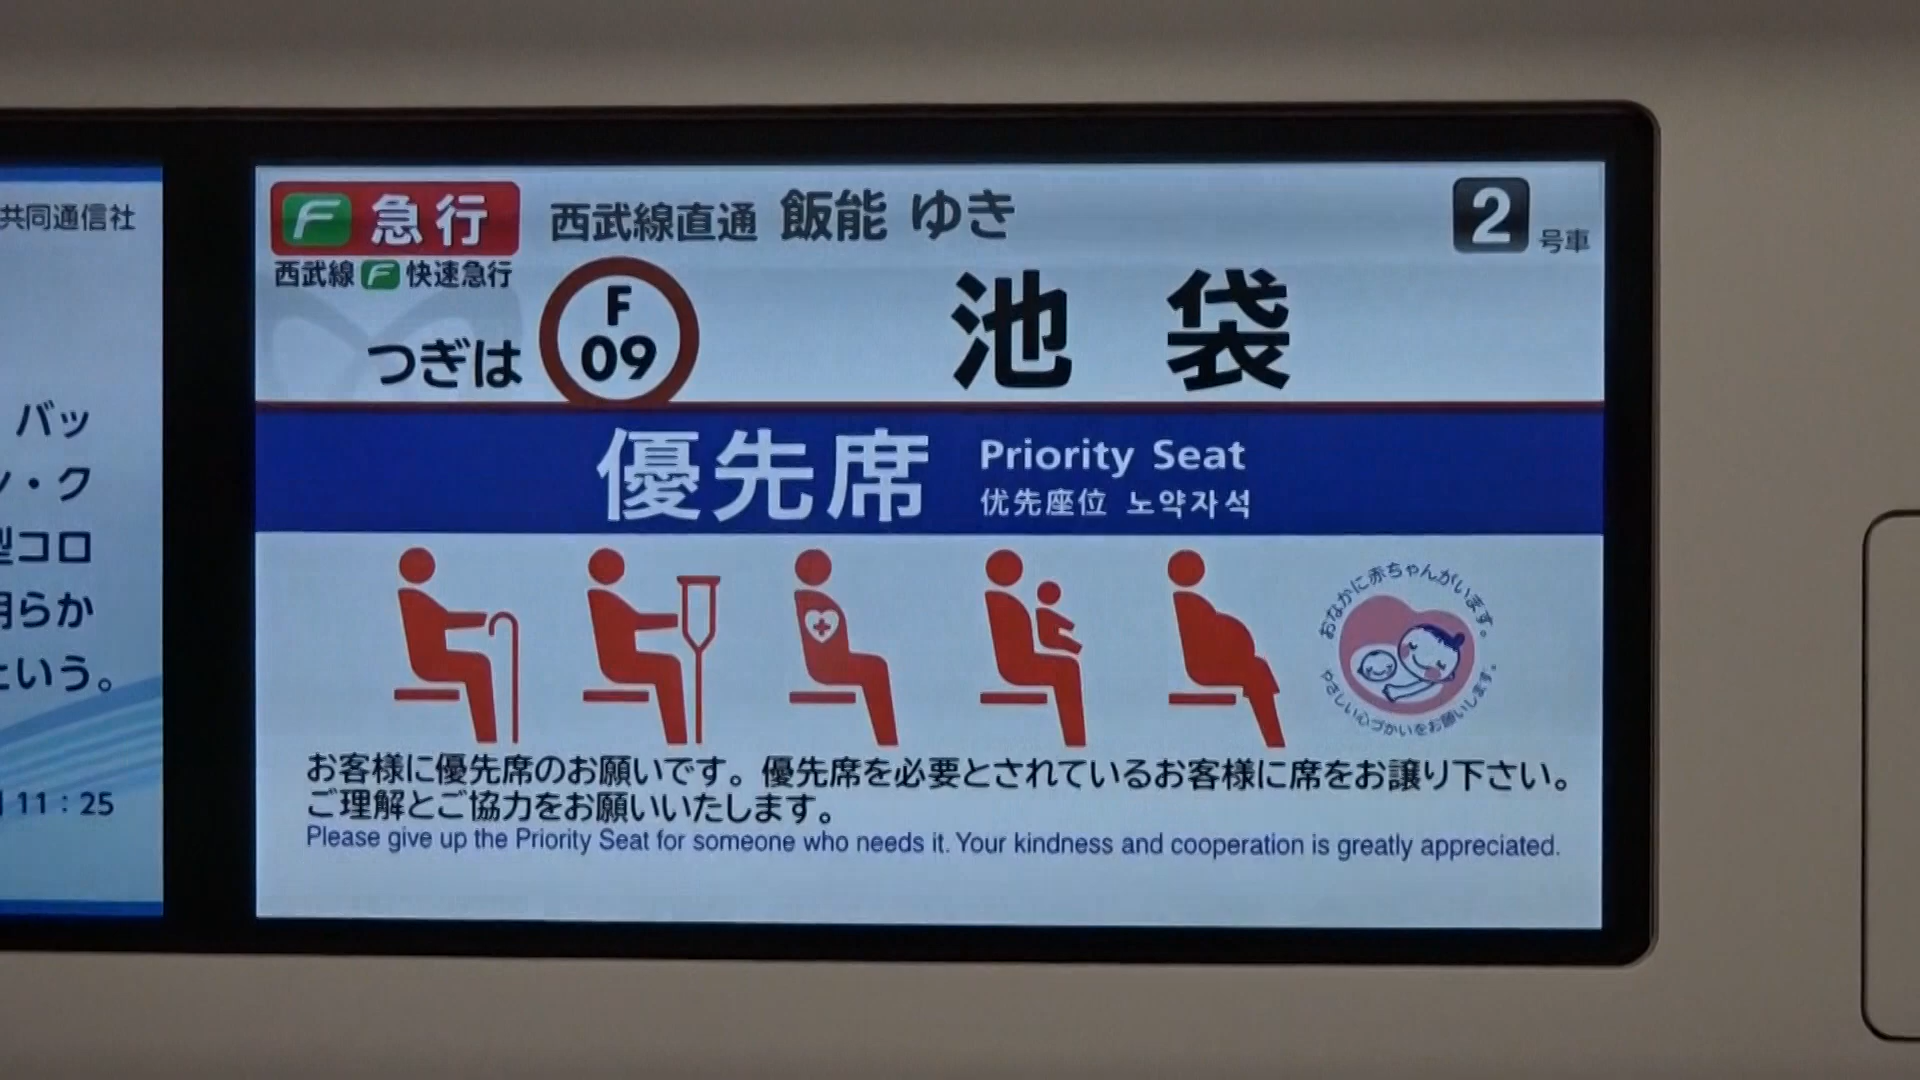 共同通信社
バッ
ン・ク
型コロ
明らか
という。
11：25
F 急行
西武線直通 飯能 ゆき
2 号車
西武線 F 快速急行
つぎは
F
09
池袋
優先席
Priority Seat
优先座位 노약자석
おなかに赤ちゃんがいます。
やさしい心づかいをお願いします。
お客様に優先席のお願いです。優先席を必要とされているお客様に席をお譲り下さい。
ご理解とご協力をお願いいたします。
Please give up the Priority Seat for someone who needs it. Your kindness and cooperation is greatly appreciated.